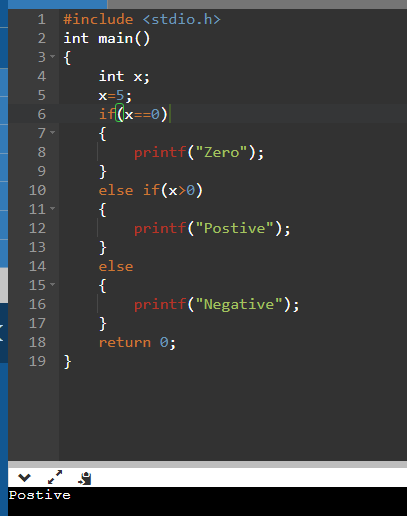 1 #include <stdio.h>
2 int main()
3 {
4     int x;
5     x=5;
6     if(x==0)
7     {
8         printf("Zero");
9     }
10     else if(x>0)
11     {
12         printf("Postive");
13     }
14     else
15     {
16         printf("Negative");
17     }
18     return 0;
19 }
Postive